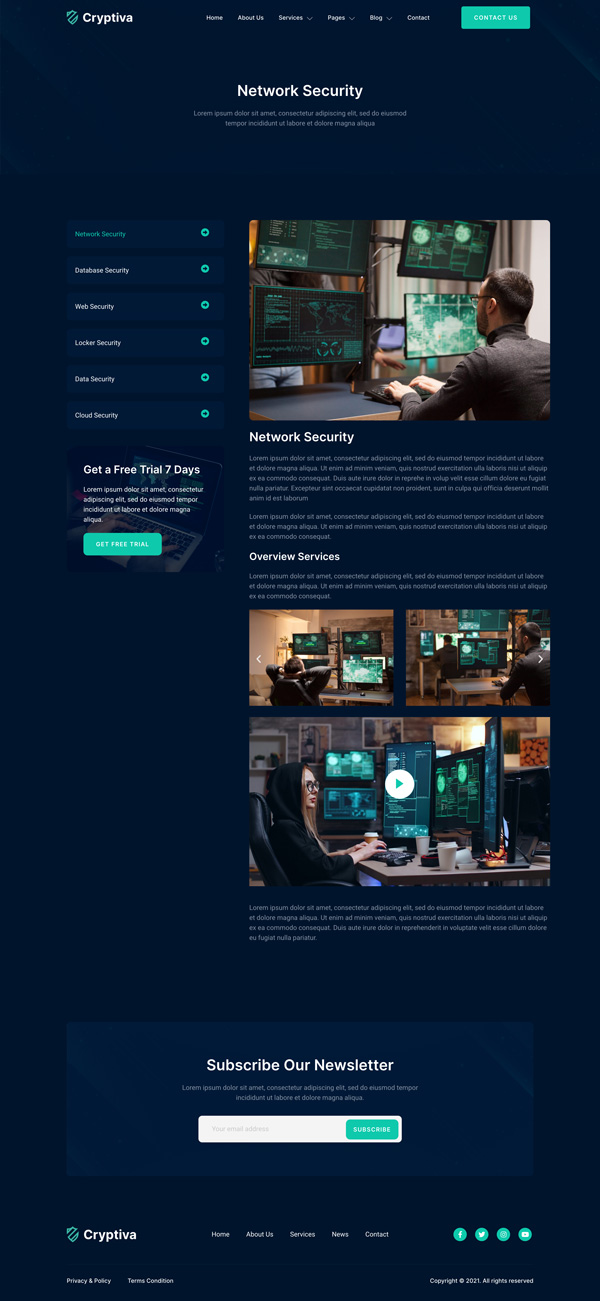 Cryptiva
Home
About Us
Services
Pages
Blog
Contact
CONTACT US
Network Security
Lorem ipsum dolor sit amet, consectetur adipiscing elit, sed do eiusmod
tempor incididunt ut labore et dolore magna aliqua
Network Security
Database Security
Web Security
Locker Security
Data Security
Cloud Security
Get a Free Trial 7 Days
Lorem ipsum dolor sit amet, consectetur
adipiscing elit, sed do eiusmod tempor
incididunt ut labore et dolore magna
aliqua.
GET FREE TRIAL
Network Security
Lorem ipsum dolor sit amet, consectetur adipiscing elit, sed do eiusmod tempor incididunt ut labore
et dolore magna aliqua. Ut enim ad minim veniam, quis nostrud exercitation ulla laboris nisi ut aliquip
ex ea commodo consequat. Duis aute irure dolor in reprehe in volup velit esse cillum dolore eu fugiat
nulla pariatur. Excepteur sint occaecat cupidatat non proident, sunt in culpa qui officia deserunt mollit
anim id est laborum
Lorem ipsum dolor sit amet, consectetur adipiscing elit, sed do eiusmod tempor incididunt ut labore
et dolore magna aliqua. Ut enim ad minim veniam, quis nostrud exercitation ulla laboris nisi ut aliquip
ex ea commodo consequat.
Overview Services
Lorem ipsum dolor sit amet, consectetur adipiscing elit, sed do eiusmod tempor incididunt ut labore
et dolore magna aliqua. Ut enim ad minim veniam, quis nostrud exercitation ulla laboris nisi ut aliquip
ex ea commodo consequat.
Lorem ipsum dolor sit amet, consectetur adipiscing elit, sed do eiusmod tempor incididunt ut labore
et dolore magna aliqua. Ut enim ad minim veniam, quis nostrud exercitation ulla laboris nisi ut aliquip
ex ea commodo consequat. Duis aute irure dolor in reprehenderit in voluptate velit esse cillum dolore
eu fugiat nulla pariatur.
Subscribe Our Newsletter
Lorem ipsum dolor sit amet, consectetur adipiscing elit, sed do eiusmod tempor
incididunt ut labore et dolore magna aliqua.
Your email address
SUBSCRIBE
Cryptiva
Home
About Us
Services
News
Contact
Privacy & Policy
Terms Condition
Copyright © 2021. All rights reserved